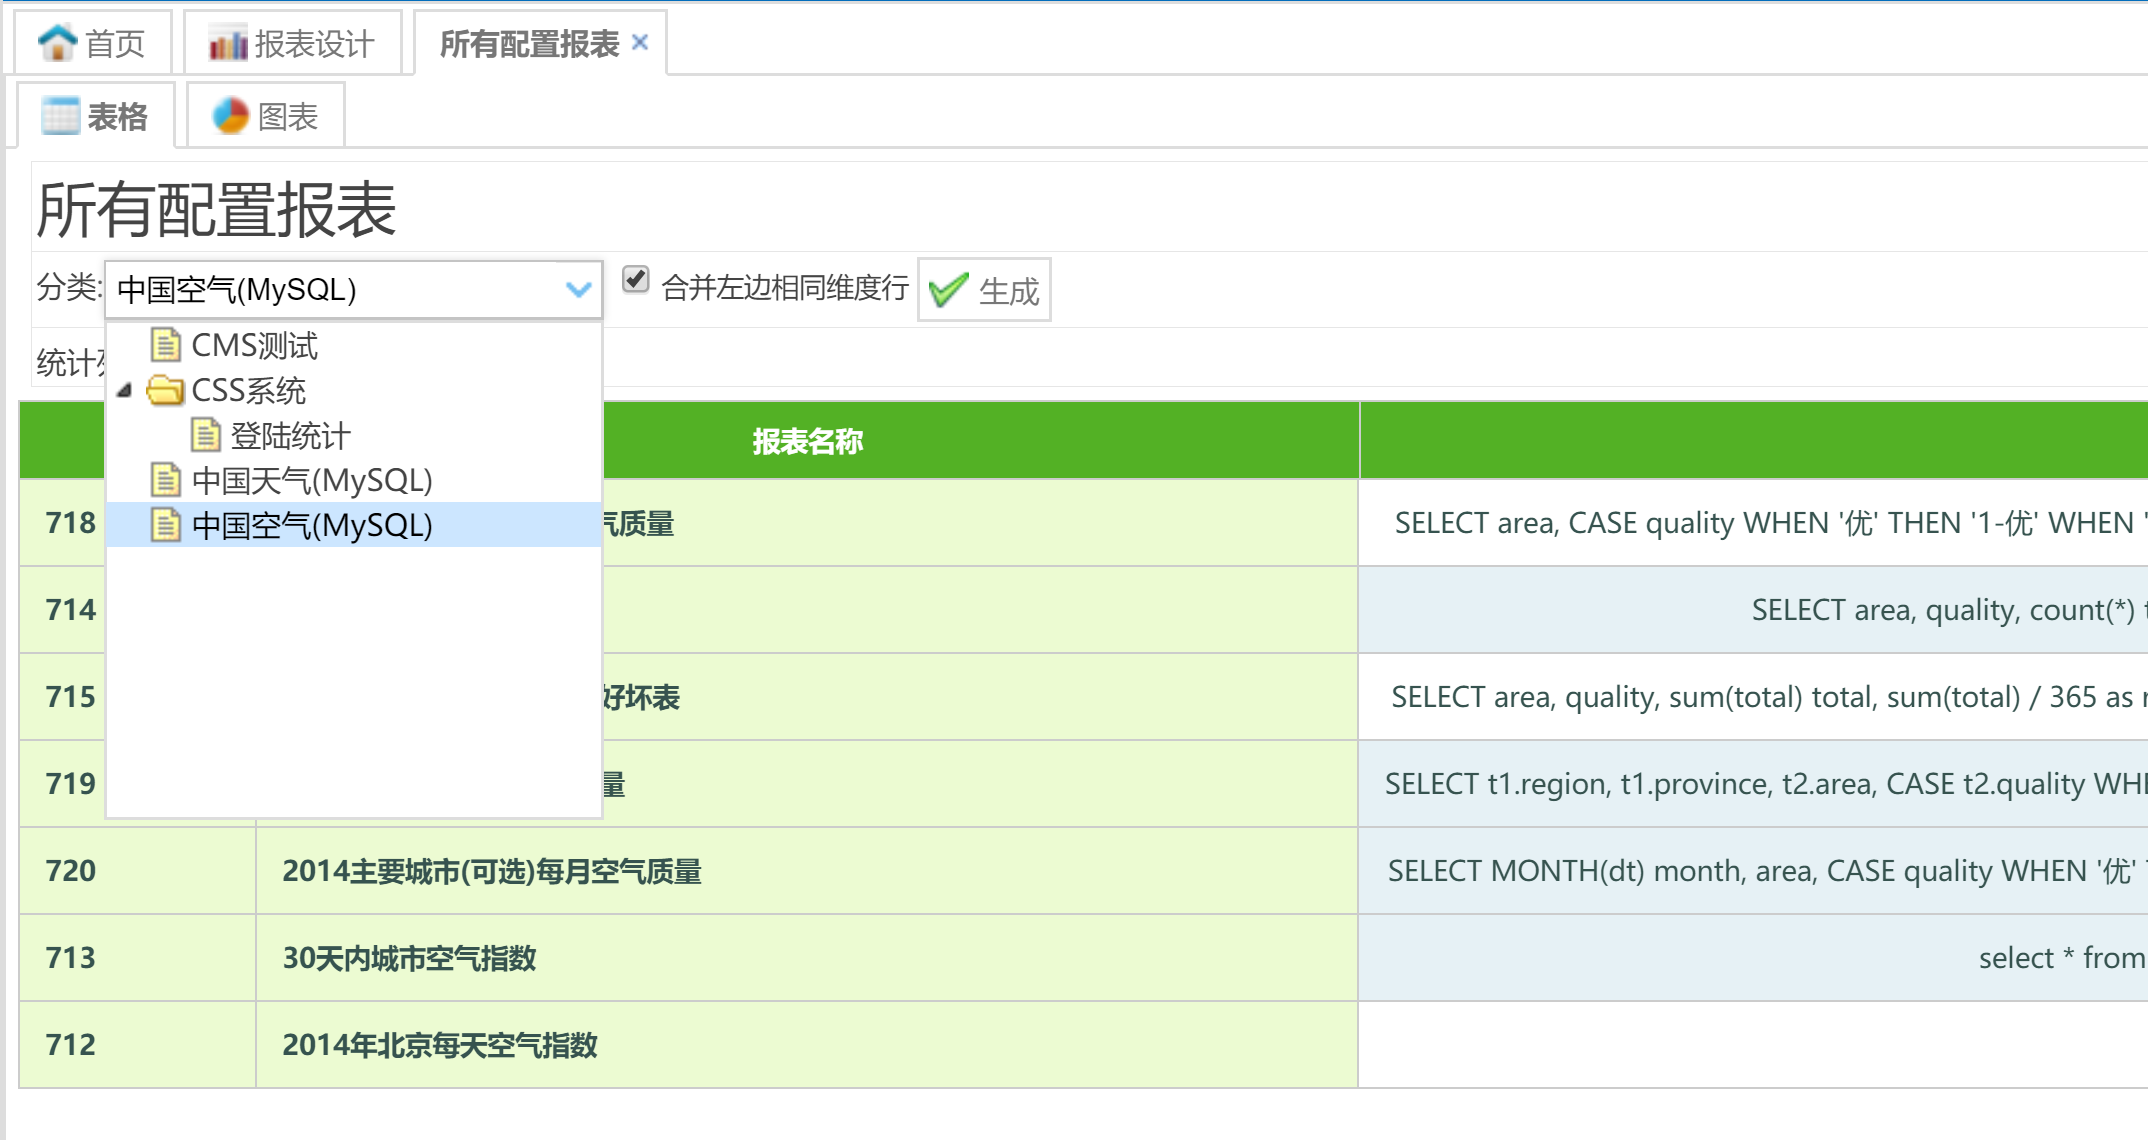 首页 报表设计 所有配置报表
表格 图表
所有配置报表
分类: 中国空气(MySQL) 合并左边相同维度行 生成
统计
CMS测试
CSS系统
登陆统计
中国天气(MySQL)
中国空气(MySQL)
报表名称
718 气质量 SELECT area, CASE quality WHEN '优' THEN '1-优' WHEN '
714 SELECT area, quality, count(*)
715 好坏表 SELECT area, quality, sum(total) total, sum(total) / 365 as
719 量 SELECT t1.region, t1.province, t2.area, CASE t2.quality
720 2014主要城市(可选)每月空气质量 SELECT MONTH(dt) month, area, CASE quality WHEN '优'
713 30天内城市空气指数 select * from
712 2014年北京每天空气指数